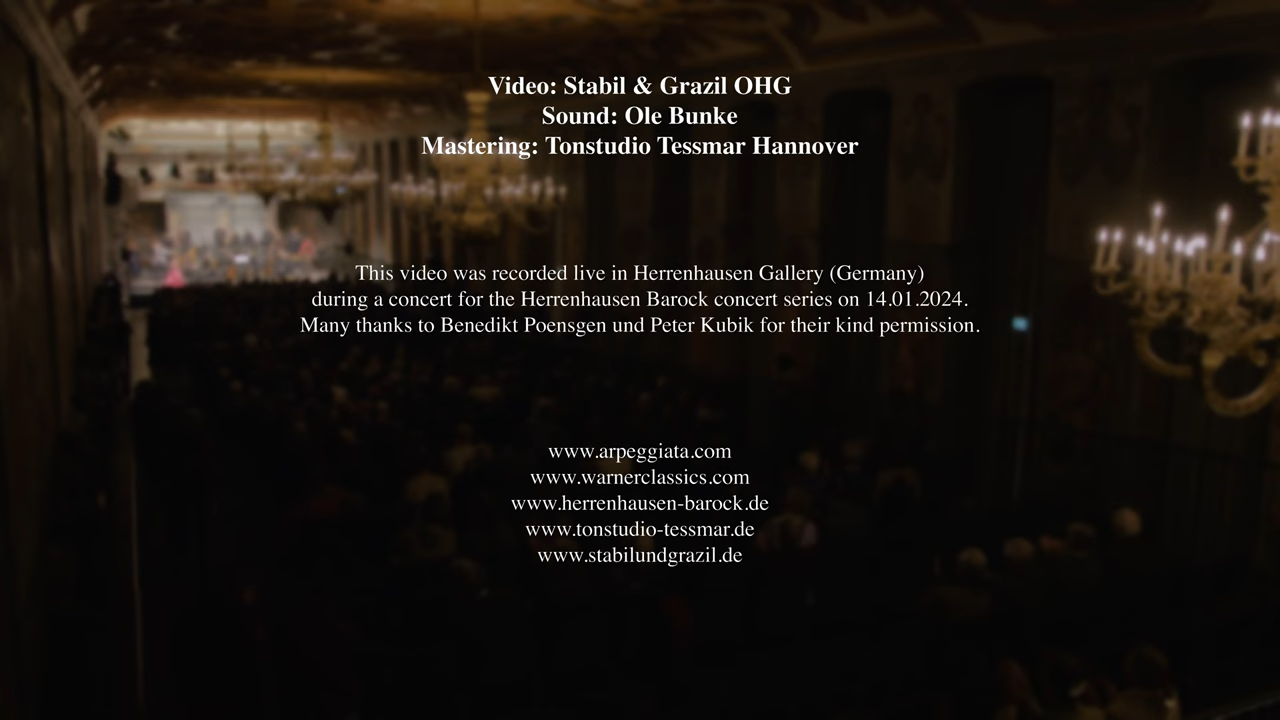 Video: Stabil & Grazil OHG
Sound: Ole Bunke
Mastering: Tonstudio Tessmar Hannover
This video was recorded live in Herrenhausen Gallery (Germany)
during a concert for the Herrenhausen Barock concert series on 14.01.2024.
Many thanks to Benedikt Poensgen und Peter Kubik for their kind permission.
www.arpeggiata.com
www.warnerclassics.com
www.herrenhausen-barock.de
www.tonstudio-tessmar.de
www.stabilundgrazil.de